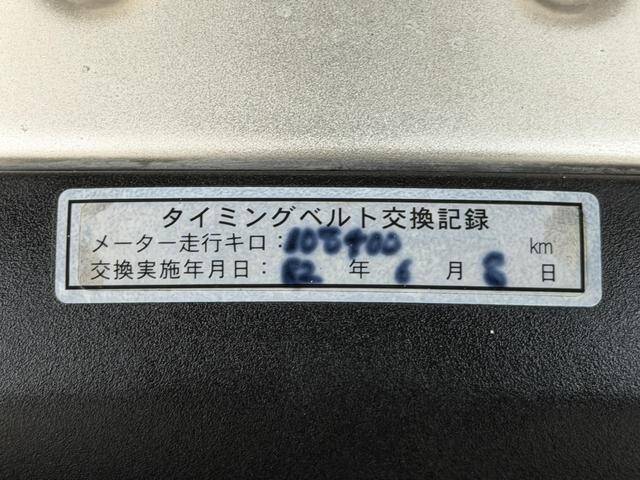 タイミングベルト交換記録
メーター走行キロ： km
交換実施年月日：R2 年 6 月 8 日